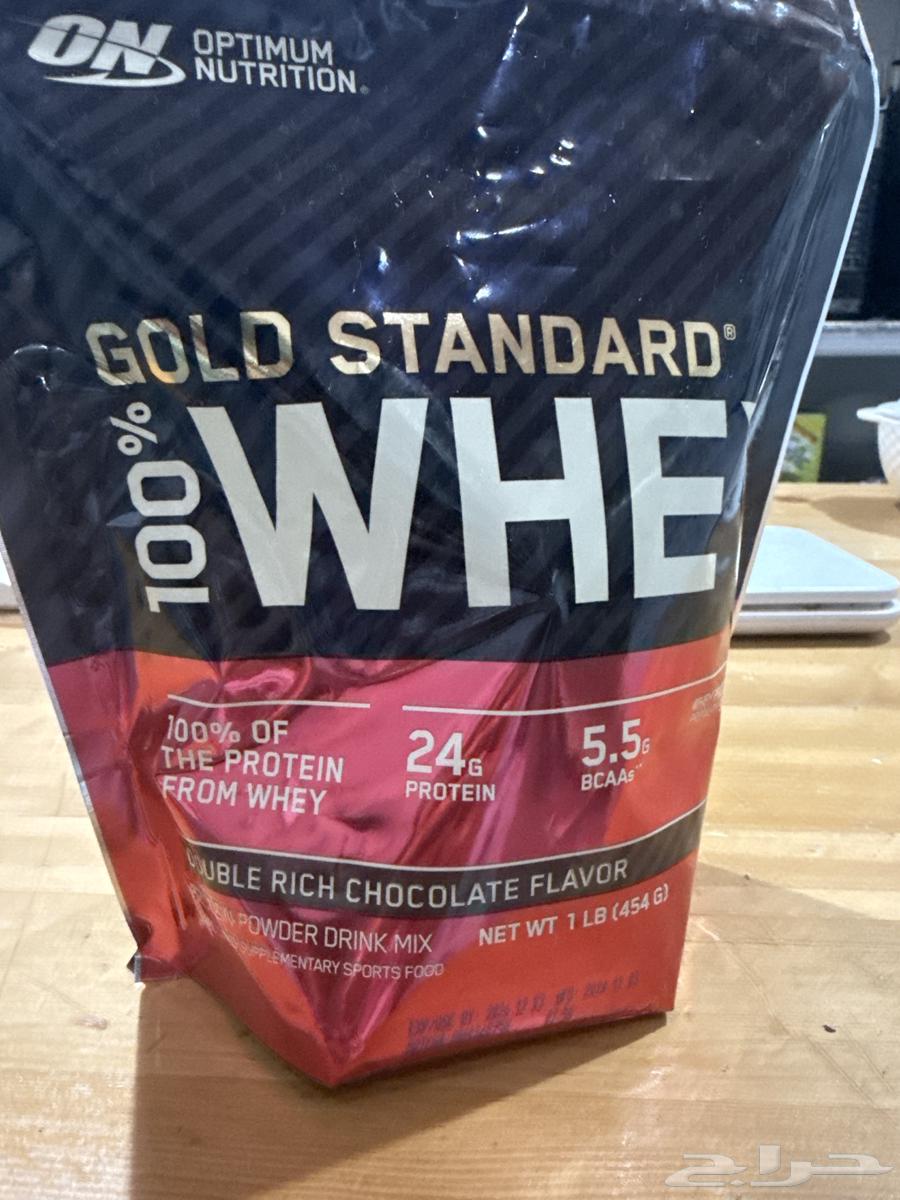 ON OPTIMUM
NUTRITION®
GOLD STANDARD®
100% WHE
100% OF
THE PROTEIN
FROM WHEY
24G
PROTEIN
5.5G
BCAAs
DOUBLE RICH CHOCOLATE FLAVOR
POWDER DRINK MIX
NET WT 1 LB (454 G)
SUPPLEMENTARY SPORTS FOOD
حراج